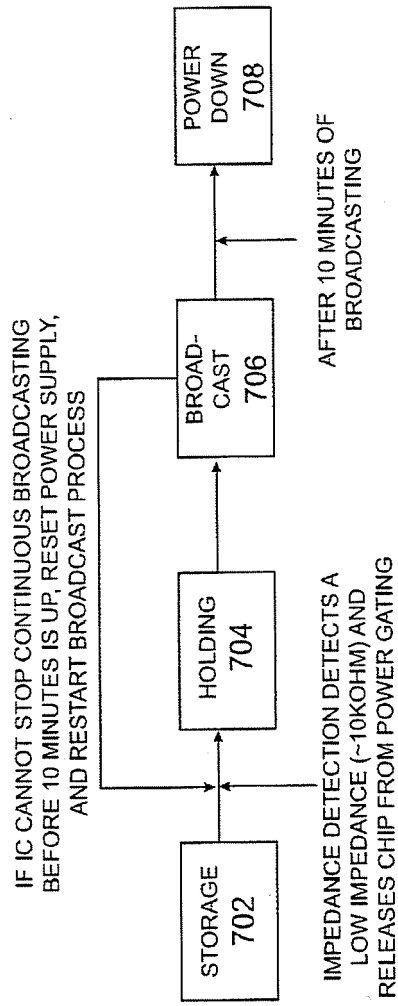 IF IC CANNOT STOP CONTINUOUS BROADCASTING
BEFORE 10 MINUTES IS UP, RESET POWER SUPPLY,
AND RESTART BROADCAST PROCESS
STORAGE
702
HOLDING
704
BROAD-
CAST
706
POWER
DOWN
708
IMPEDANCE DETECTION DETECTS A
LOW IMPEDANCE (~10KOHM) AND
RELEASES CHIP FROM POWER GATING
AFTER 10 MINUTES OF
BROADCASTING